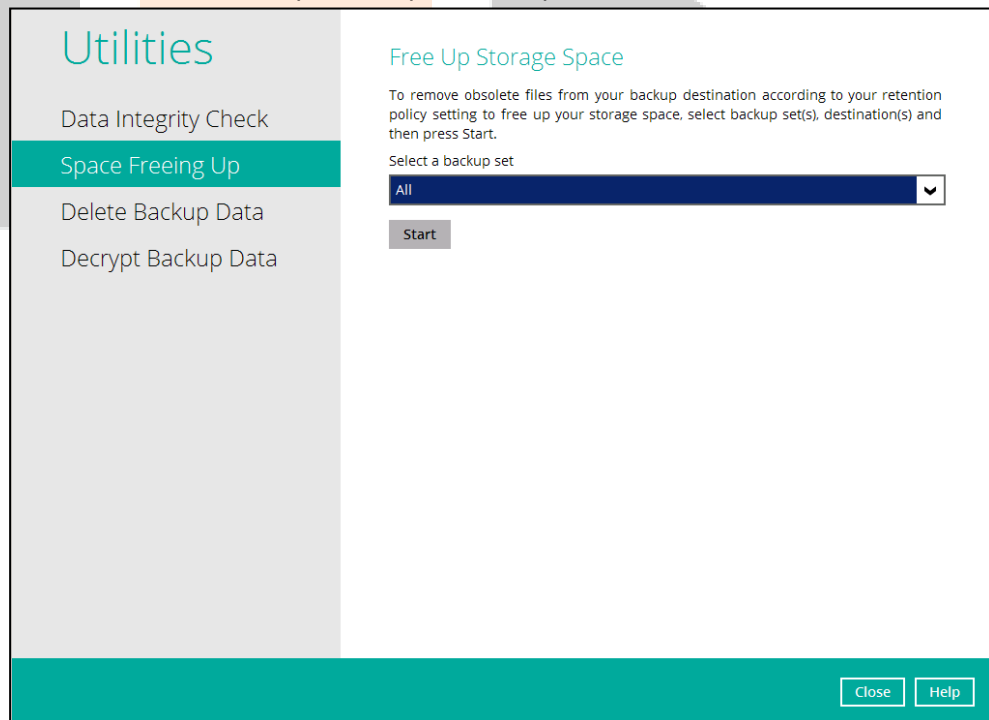 Utilities
Data Integrity Check
Space Freeing Up
Delete Backup Data
Decrypt Backup Data
Free Up Storage Space
To remove obsolete files from your backup destination according to your retention
policy setting to free up your storage space, select backup set(s), destination(s) and
then press Start.
Select a backup set
All
Start
Close
Help